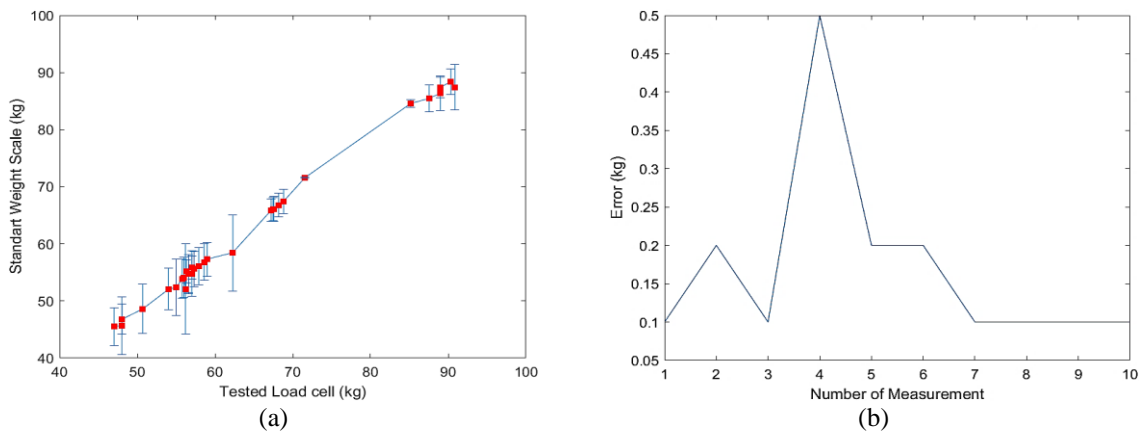 100
90
80
70
60
50
40
Standart Weight Scale (kg)
40 50 60 70 80 90 100
Tested Load cell (kg)
(a)
0.5
0.45
0.4
0.35
0.3
0.25
0.2
0.15
0.1
0.05
Error (kg)
1 2 3 4 5 6 7 8 9 10
Number of Measurement
(b)